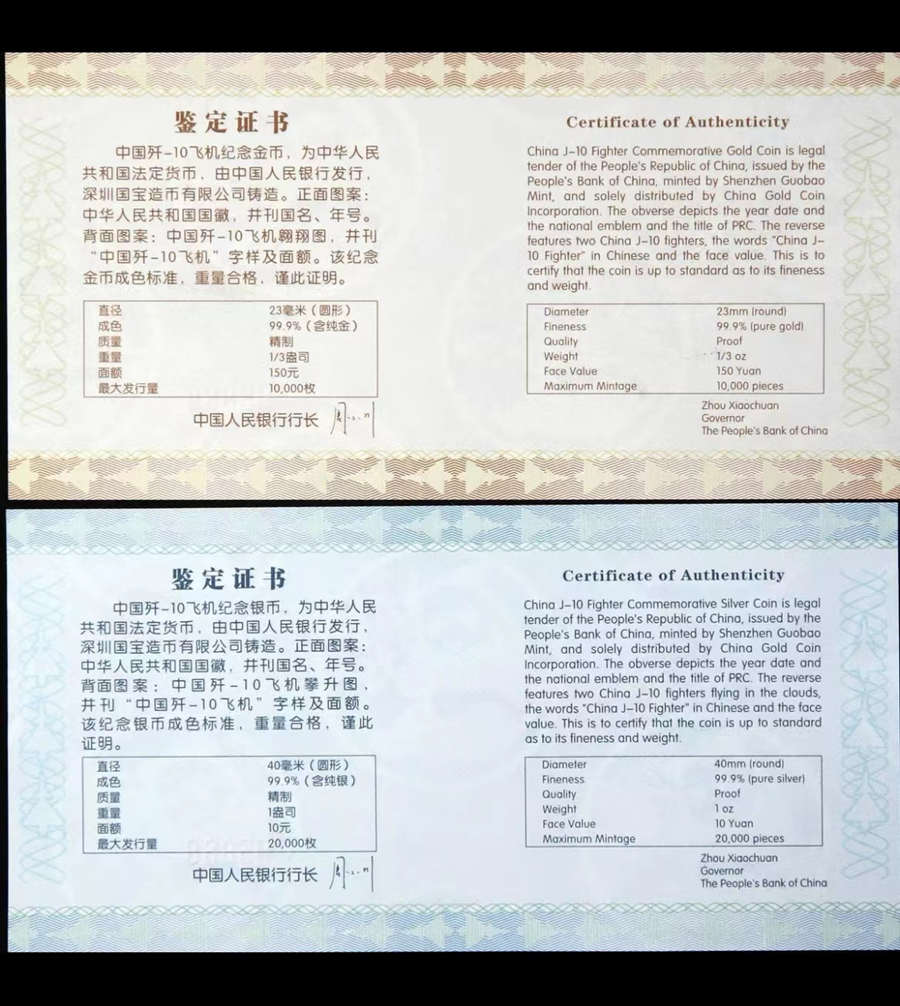 鉴定证书
中国歼-10飞机纪念金币，为中华人民
共和国法定货币，由中国人民银行发行，
深圳国宝造币有限公司铸造。正面图案：
中华人民共和国国徽，并刊国名、年号。
背面图案：中国歼-10飞机翱翔图，并刊
“中国歼-10飞机”字样及面额。该纪念
金币成色标准，重量合格，谨此证明。
直径 23毫米（圆形）
成色 99.9%（含纯金）
质量 精制
重量 1/3盎司
面额 150元
最大发行量 10,000枚
中国人民银行行长
Certificate of Authenticity
China J-10 Fighter Commemorative Gold Coin is legal
tender of the People's Republic of China, issued by the
People's Bank of China, minted by Shenzhen Guobao
Mint, and solely distributed by China Gold Coin
Incorporation. The obverse depicts the year date and
the national emblem and the title of PRC. The reverse
features two China J-10 fighters, the words "China J-
10 Fighter" in Chinese and the face value. This is to
certify that the coin is up to standard as to its fineness
and weight.
Diameter 23mm (round)
Fineness 99.9% (pure gold)
Quality Proof
Weight 1/3 oz
Face Value 150 Yuan
Maximum Mintage 10,000 pieces
Zhou Xiaochuan
Governor
The People's Bank of China
鉴定证书
中国歼-10飞机纪念银币，为中华人民
共和国法定货币，由中国人民银行发行，
深圳国宝造币有限公司铸造。正面图案：
中华人民共和国国徽，并刊国名、年号。
背面图案：中国歼-10飞机攀升图，
并刊“中国歼-10飞机”字样及面额。
该纪念银币成色标准，重量合格，谨此
证明。
直径 40毫米（圆形）
成色 99.9%（含纯银）
质量 精制
重量 1盎司
面额 10元
最大发行量 20,000枚
中国人民银行行长
Certificate of Authenticity
China J-10 Fighter Commemorative Silver Coin is legal
tender of the People's Republic of China, issued by the
People's Bank of China, minted by Shenzhen Guobao
Mint, and solely distributed by China Gold Coin
Incorporation. The obverse depicts the year date and
the national emblem and the title of PRC. The reverse
features two China J-10 fighters flying in the clouds,
the words "China J-10 Fighter" in Chinese and the face
value. This is to certify that the coin is up to standard
as to its fineness and weight.
Diameter 40mm (round)
Fineness 99.9% (pure silver)
Quality Proof
Weight 1 oz
Face Value 10 Yuan
Maximum Mintage 20,000 pieces
Zhou Xiaochuan
Governor
The People's Bank of China